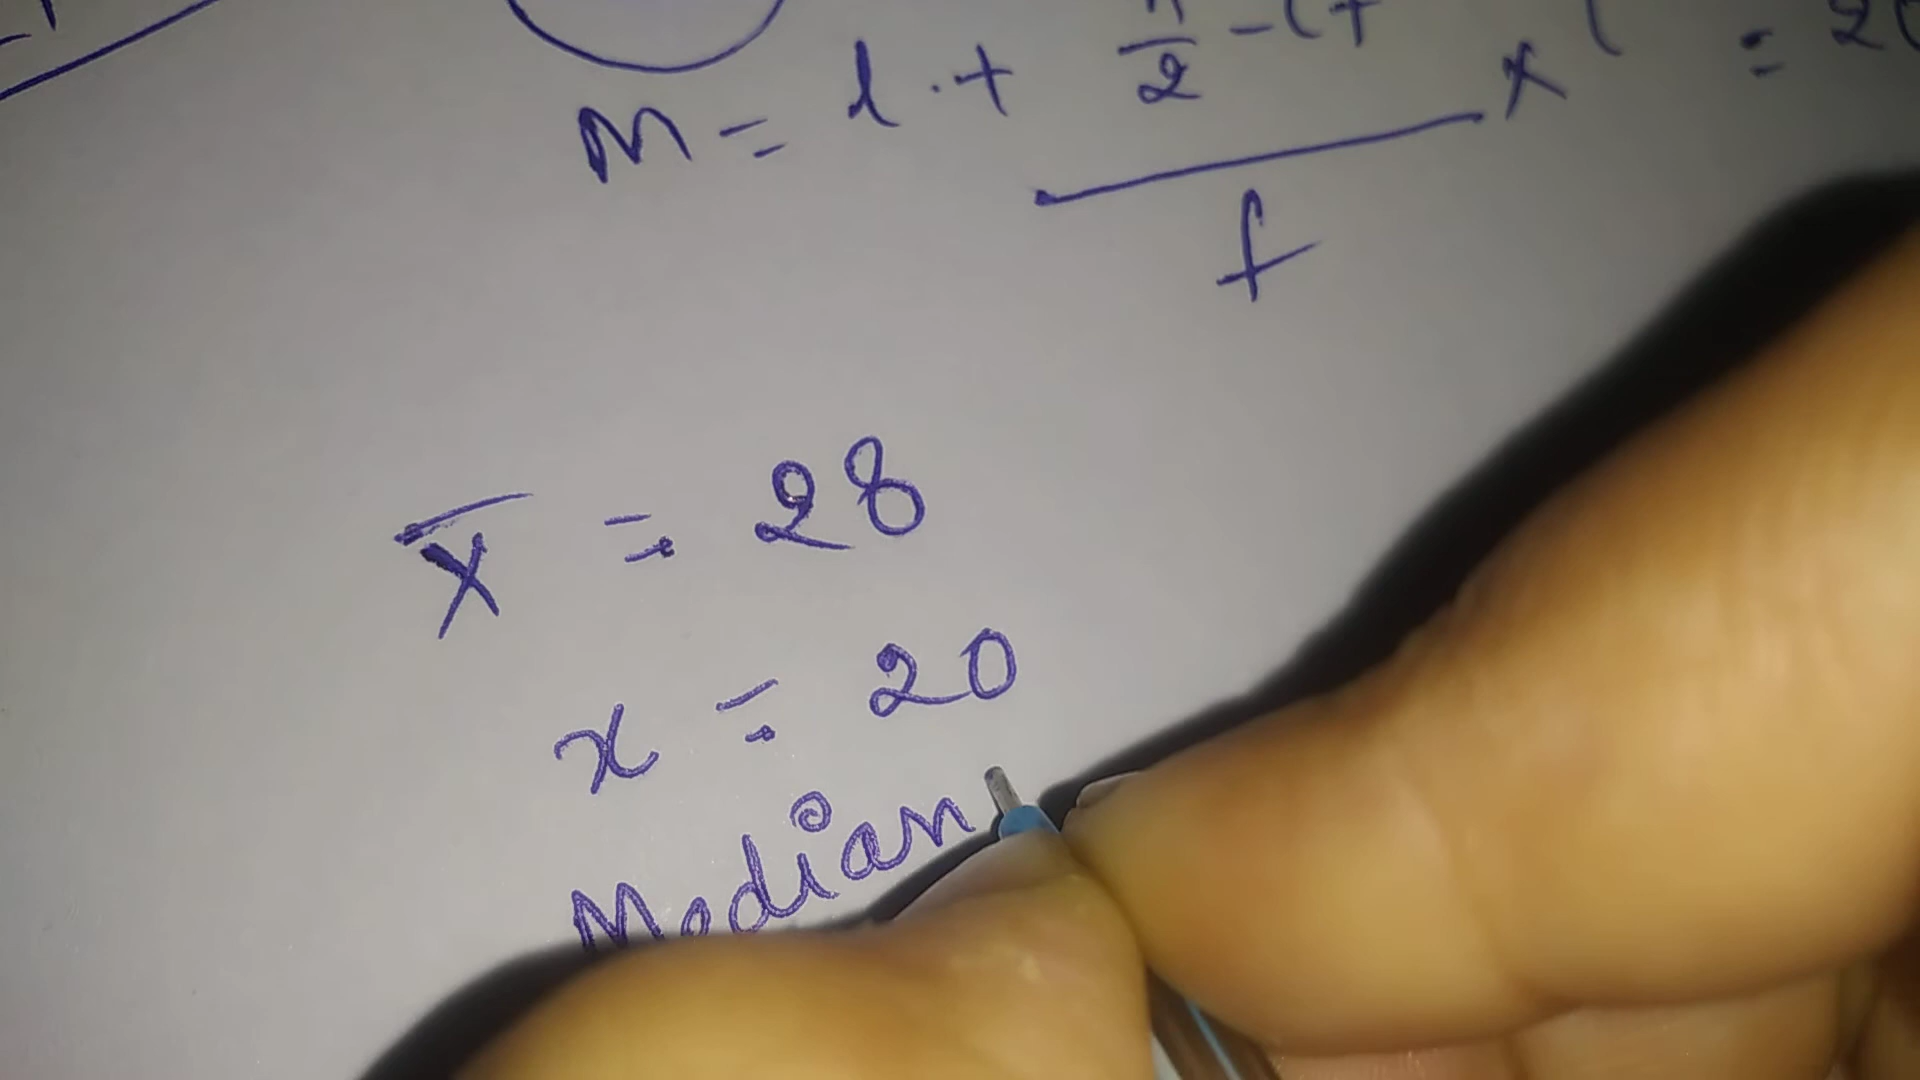 M = l + n/2 - cf × i = 20
f
X̅ = 28
x = 20
Median